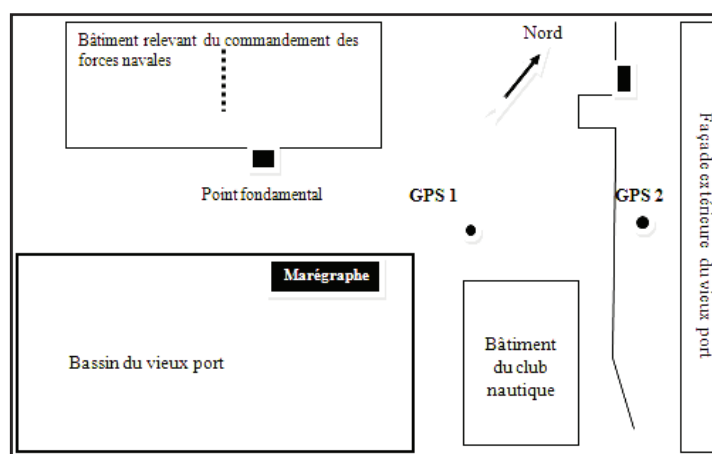 Bâtiment relevant du commandement des
forces navales
Nord
Point fondamental
GPS 1
GPS 2
Façade extérieure du vieux port
Marégraphe
Bassin du vieux port
Bâtiment
du club
nautique